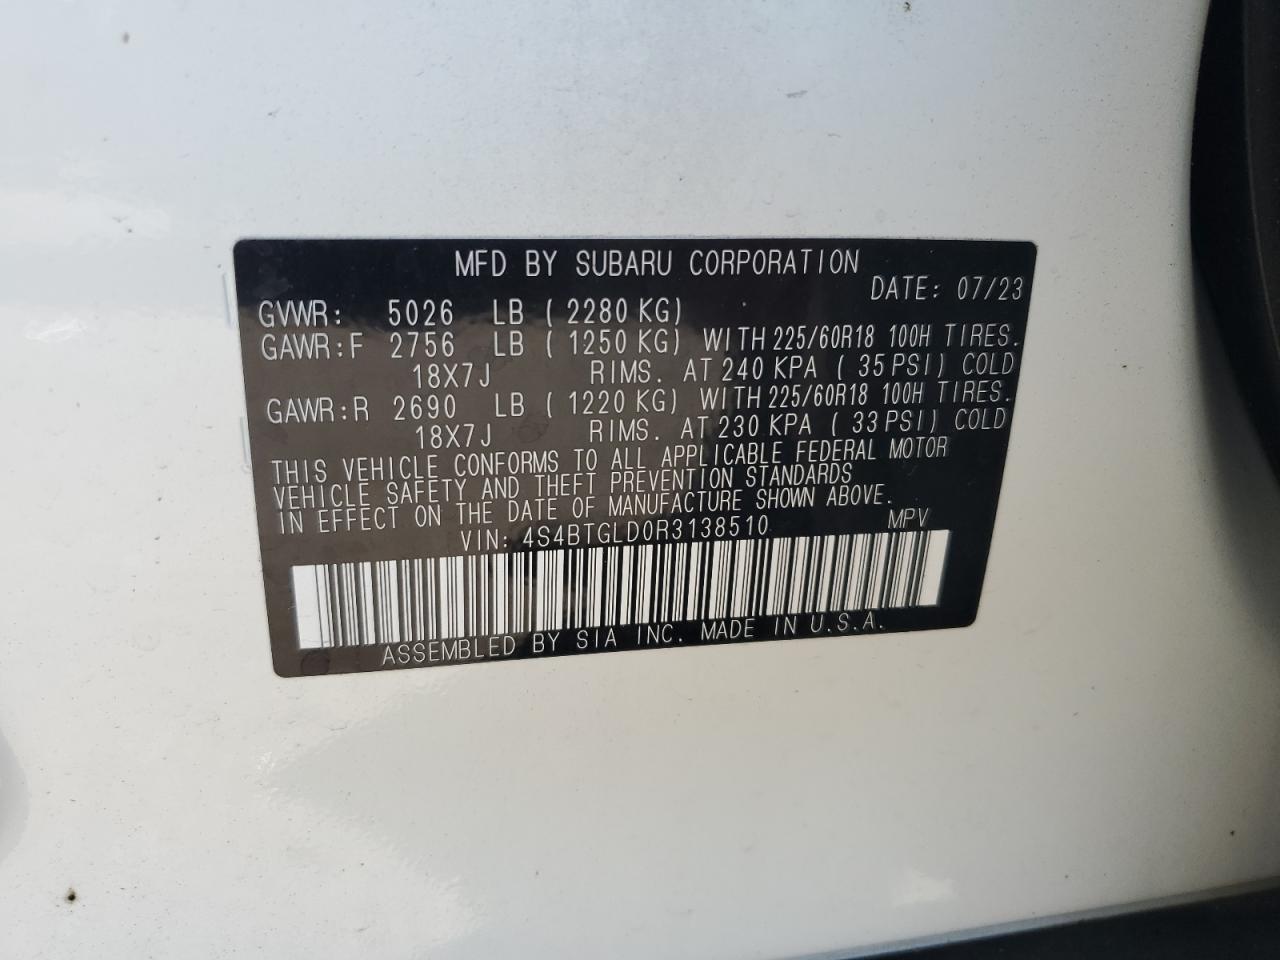 MFD BY SUBARU CORPORATION
DATE: 07/23
GVWR: 5026 LB ( 2280 KG)
GAWR:F 2756 LB ( 1250 KG) WITH 225/60R18 100H TIRES.
18X7J RIMS. AT 240 KPA ( 35 PSI) COLD
GAWR:R 2690 LB ( 1220 KG) WITH 225/60R18 100H TIRES.
18X7J RIMS. AT 230 KPA ( 33 PSI) COLD
THIS VEHICLE CONFORMS TO ALL APPLICABLE FEDERAL MOTOR
VEHICLE SAFETY AND THEFT PREVENTION STANDARDS
IN EFFECT ON THE DATE OF MANUFACTURE SHOWN ABOVE.
VIN: 4S4BTGLD0R3138510 MPV
ASSEMBLED BY SIA INC. MADE IN U.S.A.